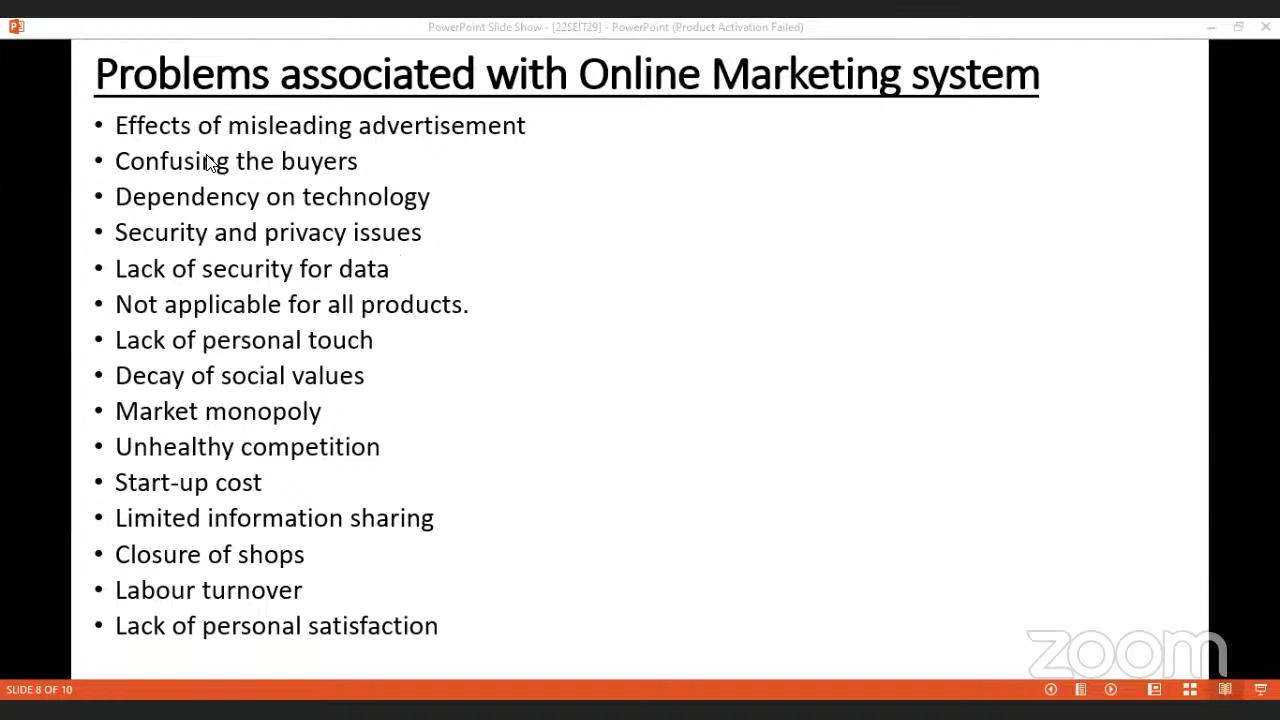 PowerPoint Slide Show - [22SEIT29] - PowerPoint (Product Activation Failed)
Problems associated with Online Marketing system
• Effects of misleading advertisement
• Confusing the buyers
• Dependency on technology
• Security and privacy issues
• Lack of security for data
• Not applicable for all products.
• Lack of personal touch
• Decay of social values
• Market monopoly
• Unhealthy competition
• Start-up cost
• Limited information sharing
• Closure of shops
• Labour turnover
• Lack of personal satisfaction
zoom
SLIDE 8 OF 10